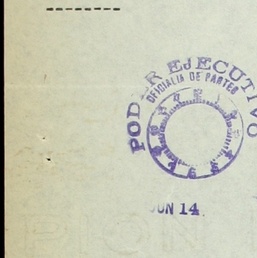 PODER EJECUTIVO
OFICIALIA DE PARTES
JUN 14